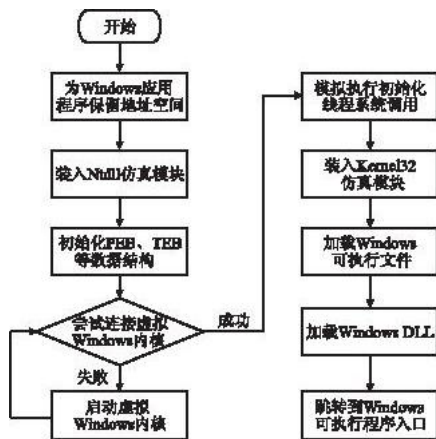 开始
为Windows应用
程序保留地址空间
装入Ntdll仿真模块
初始化PEB、TEB
等数据结构
尝试连接虚拟
Windows内核
成功
失败
启动虚拟
Windows内核
模拟执行初始化
线程系统调用
装入Kernel32
仿真模块
加载Windows
可执行文件
加载Windows DLL
跳转到Windows
可执行程序入口